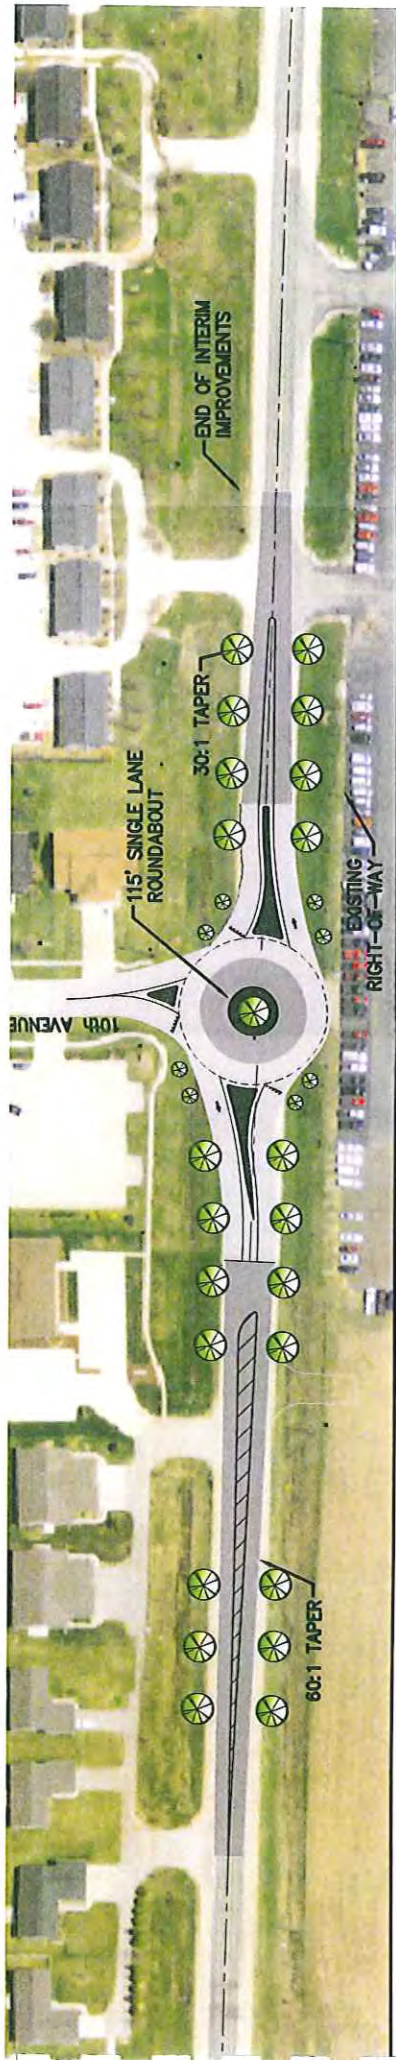 END OF INTERIM
IMPROVEMENTS
30:1 TAPER
115' SINGLE LANE
ROUNDABOUT
10th AVENUE
EXISTING
RIGHT-OF-WAY
60:1 TAPER